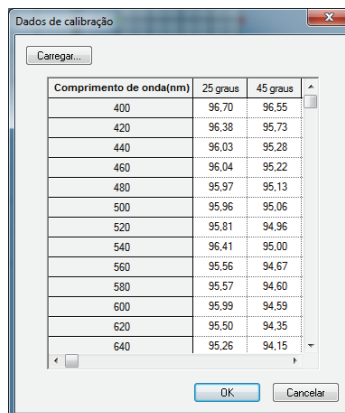 Dados de calibração
Carregar...
Comprimento de onda(nm) 25 graus 45 graus
400 96,70 96,55
420 96,38 95,73
440 96,03 95,28
460 96,04 95,22
480 95,97 95,13
500 95,96 95,06
520 95,81 94,96
540 96,41 95,00
560 95,56 94,67
580 95,57 94,60
600 95,99 94,59
620 95,50 94,35
640 95,26 94,15
OK Cancelar